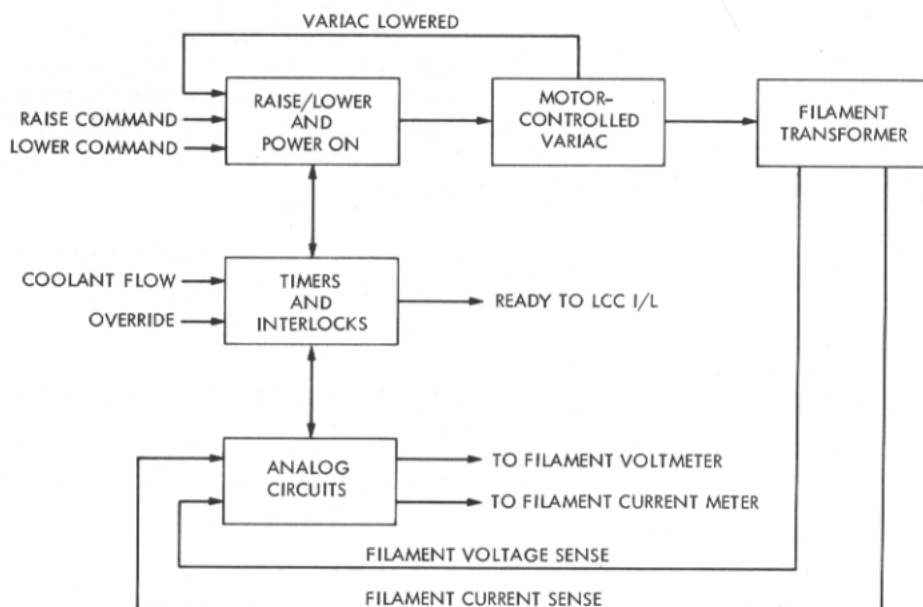 VARIAC LOWERED
RAISE COMMAND
LOWER COMMAND
RAISE/LOWER
AND
POWER ON
MOTOR-
CONTROLLED
VARIAC
FILAMENT
TRANSFORMER
COOLANT FLOW
OVERRIDE
TIMERS
AND
INTERLOCKS
READY TO LCC I/L
ANALOG
CIRCUITS
TO FILAMENT VOLTMETER
TO FILAMENT CURRENT METER
FILAMENT VOLTAGE SENSE
FILAMENT CURRENT SENSE